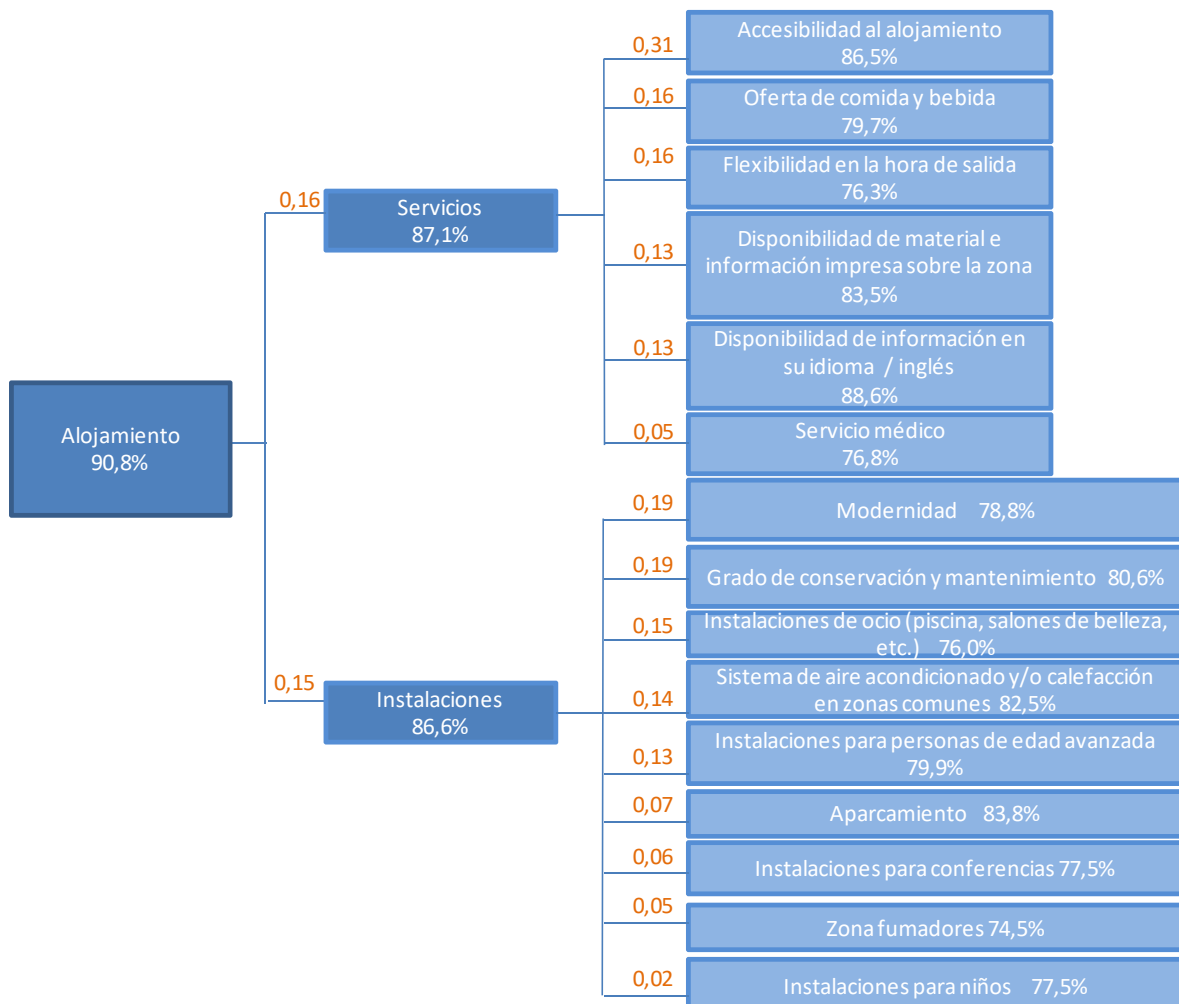 0,31
Accesibilidad al alojamiento
86,5%
0,16
Oferta de comida y bebida
79,7%
0,16
Flexibilidad en la hora de salida
76,3%
0,16
Servicios
87,1%
0,13
Disponibilidad de material e
información impresa sobre la zona
83,5%
0,13
Disponibilidad de información en
su idioma / inglés
88,6%
0,05
Servicio médico
76,8%
Alojamiento
90,8%
0,19
Modernidad 78,8%
0,19
Grado de conservación y mantenimiento 80,6%
0,15
Instalaciones de ocio (piscina, salones de belleza,
etc.) 76,0%
0,15
Instalaciones
86,6%
0,14
Sistema de aire acondicionado y/o calefacción
en zonas comunes 82,5%
0,13
Instalaciones para personas de edad avanzada
79,9%
0,07
Aparcamiento 83,8%
0,06
Instalaciones para conferencias 77,5%
0,05
Zona fumadores 74,5%
0,02
Instalaciones para niños 77,5%